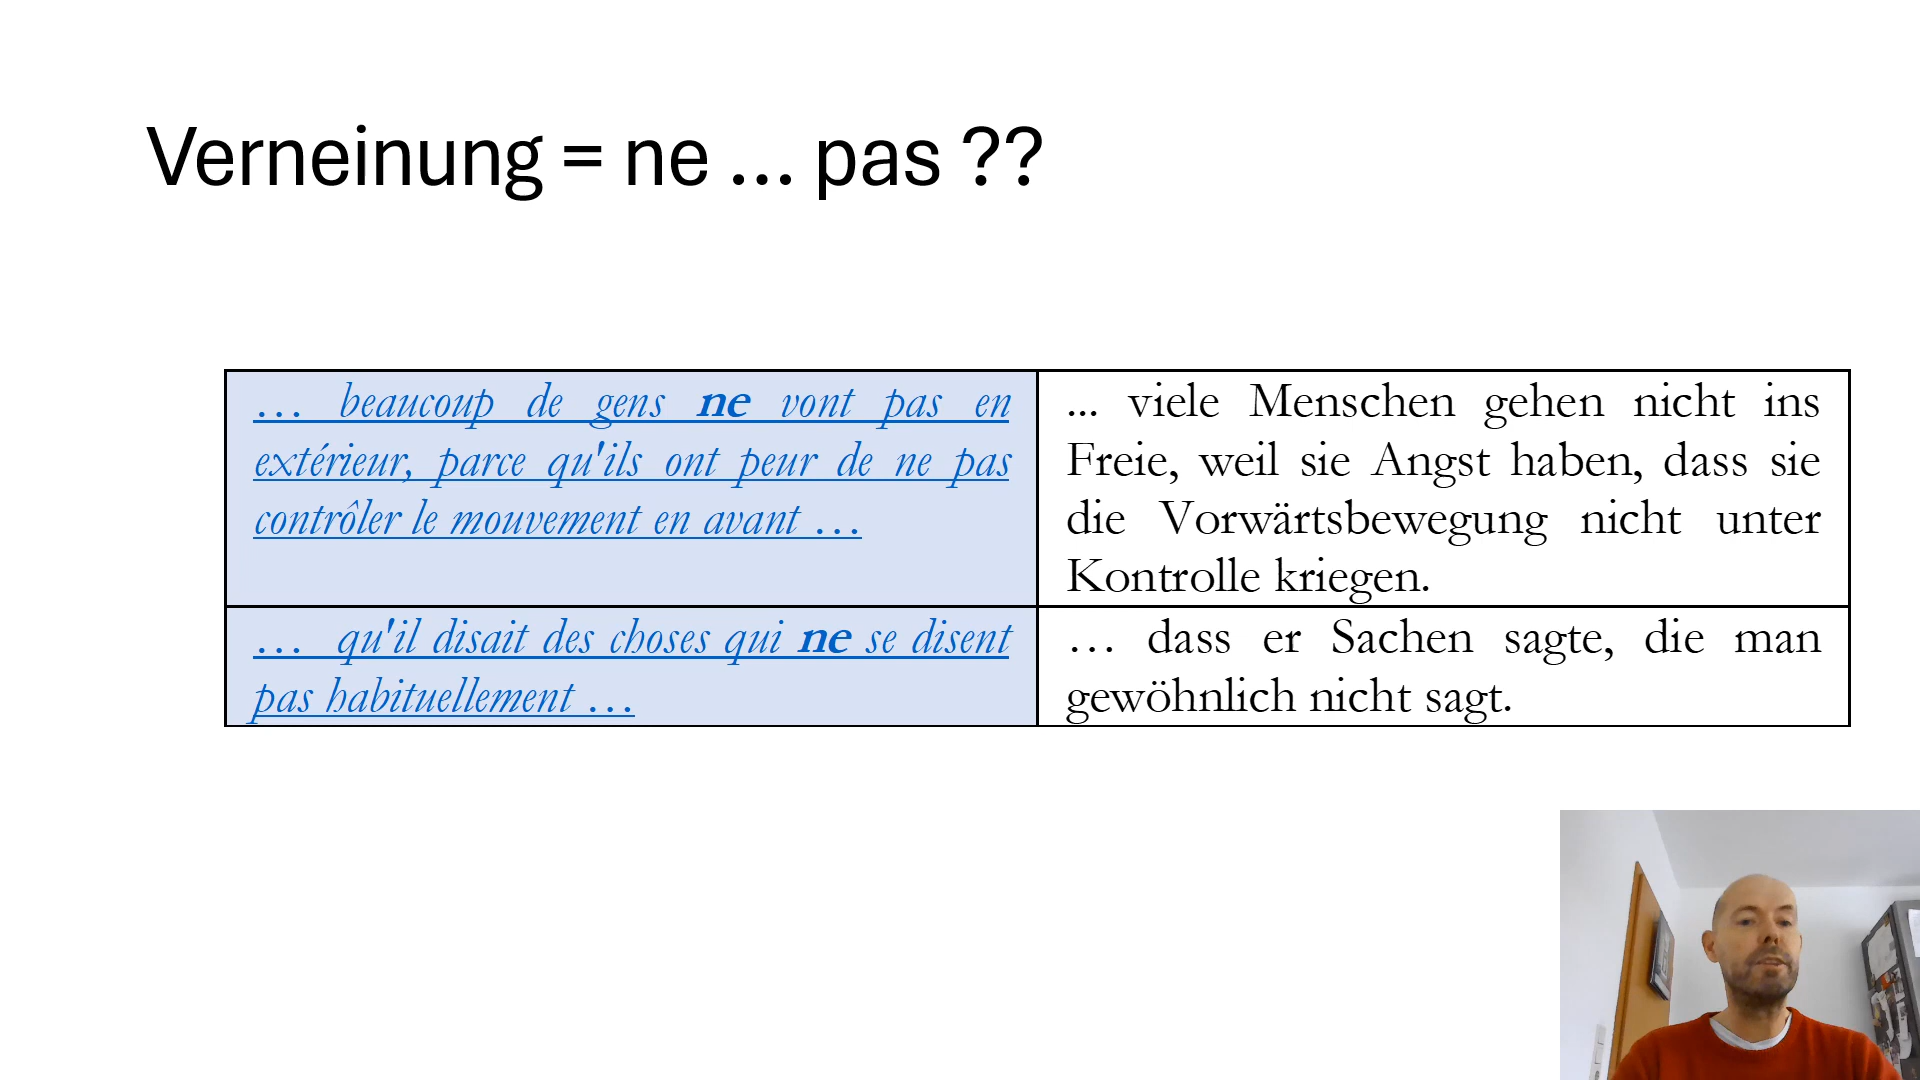 Verneinung = ne … pas ??
… beaucoup de gens ne vont pas en
extérieur, parce qu'ils ont peur de ne pas
contrôler le mouvement en avant …
... viele Menschen gehen nicht ins
Freie, weil sie Angst haben, dass sie
die Vorwärtsbewegung nicht unter
Kontrolle kriegen.
… qu'il disait des choses qui ne se disent
pas habituellement …
… dass er Sachen sagte, die man
gewöhnlich nicht sagt.